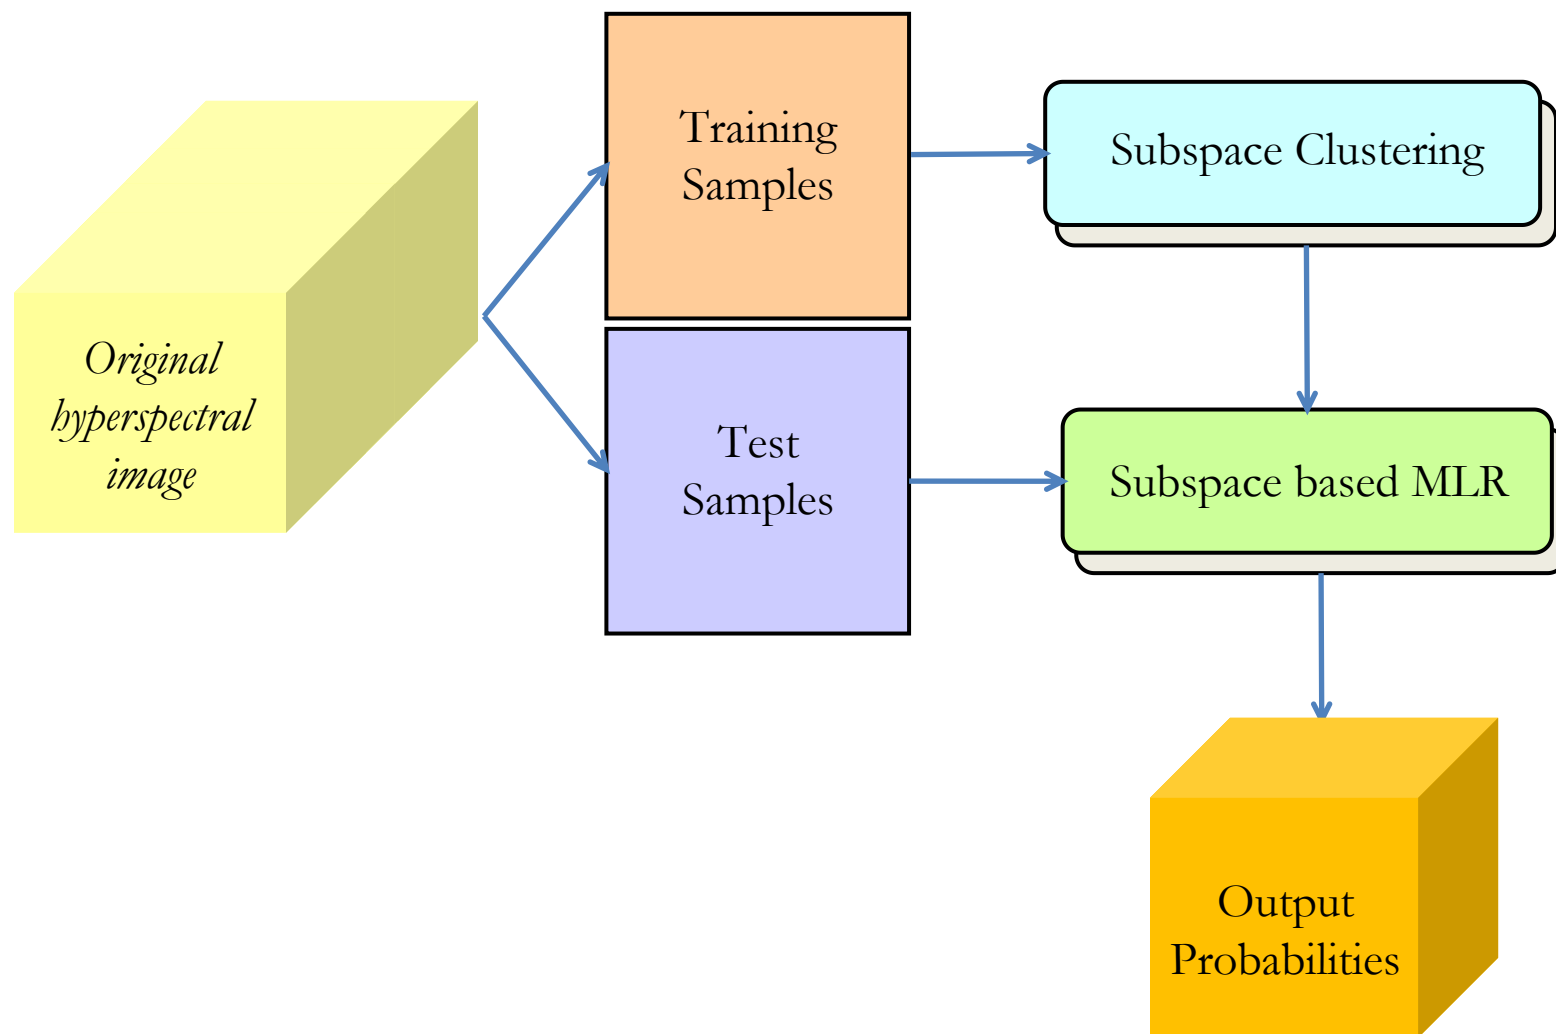 Original
hyperspectral
image
Training
Samples
Test
Samples
Subspace Clustering
Subspace based MLR
Output
Probabilities